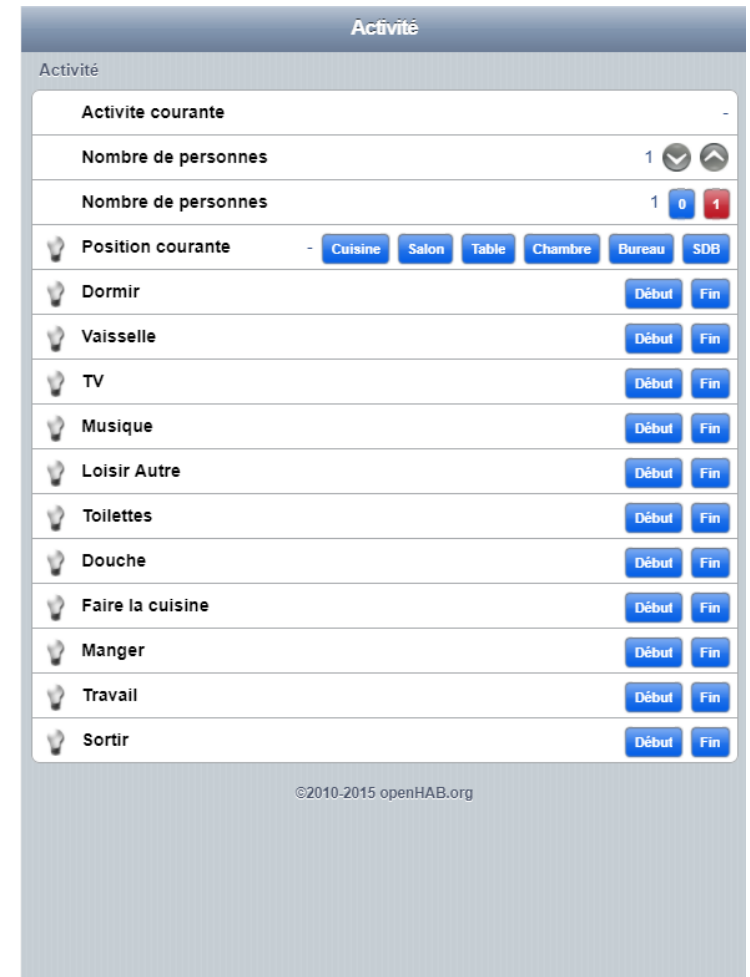 Activité
Activité
Activite courante -
Nombre de personnes 1
Nombre de personnes 1 0 1
Position courante - Cuisine Salon Table Chambre Bureau SDB
Dormir Début Fin
Vaisselle Début Fin
TV Début Fin
Musique Début Fin
Loisir Autre Début Fin
Toilettes Début Fin
Douche Début Fin
Faire la cuisine Début Fin
Manger Début Fin
Travail Début Fin
Sortir Début Fin
©2010-2015 openHAB.org